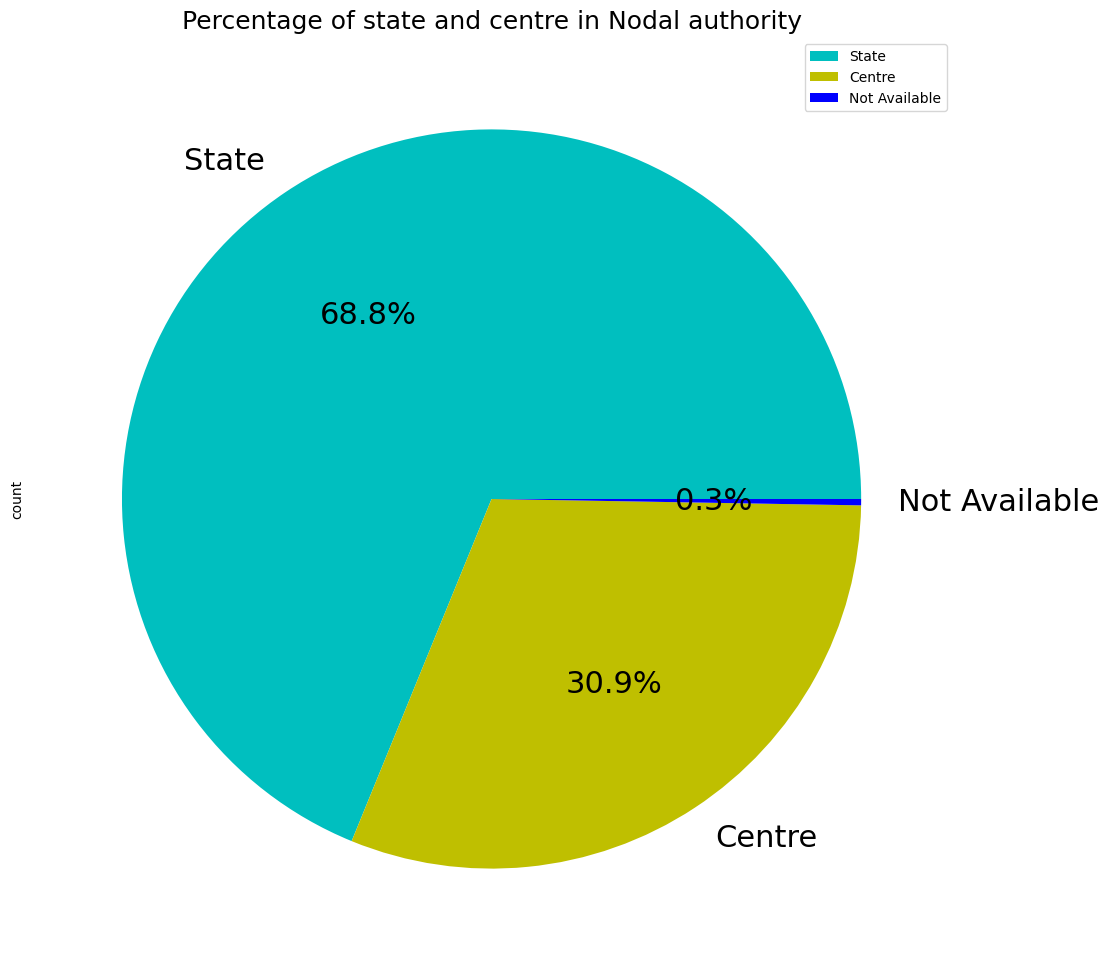 Percentage of state and centre in Nodal authority
State
Centre
Not Available
State
68.8%
0.3%
Not Available
count
30.9%
Centre